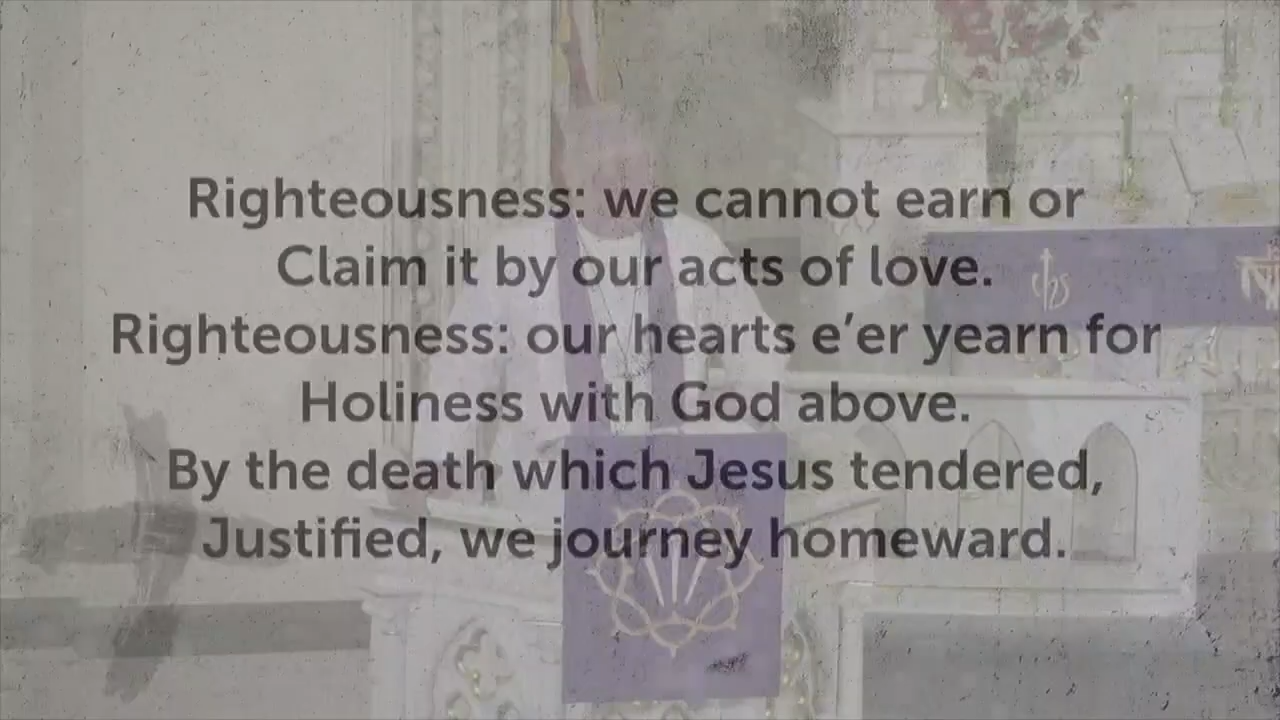 Righteousness: we cannot earn or
Claim it by our acts of love.
Righteousness: our hearts e’er yearn for
Holiness with God above.
By the death which Jesus tendered,
Justified, we journey homeward.
ihs